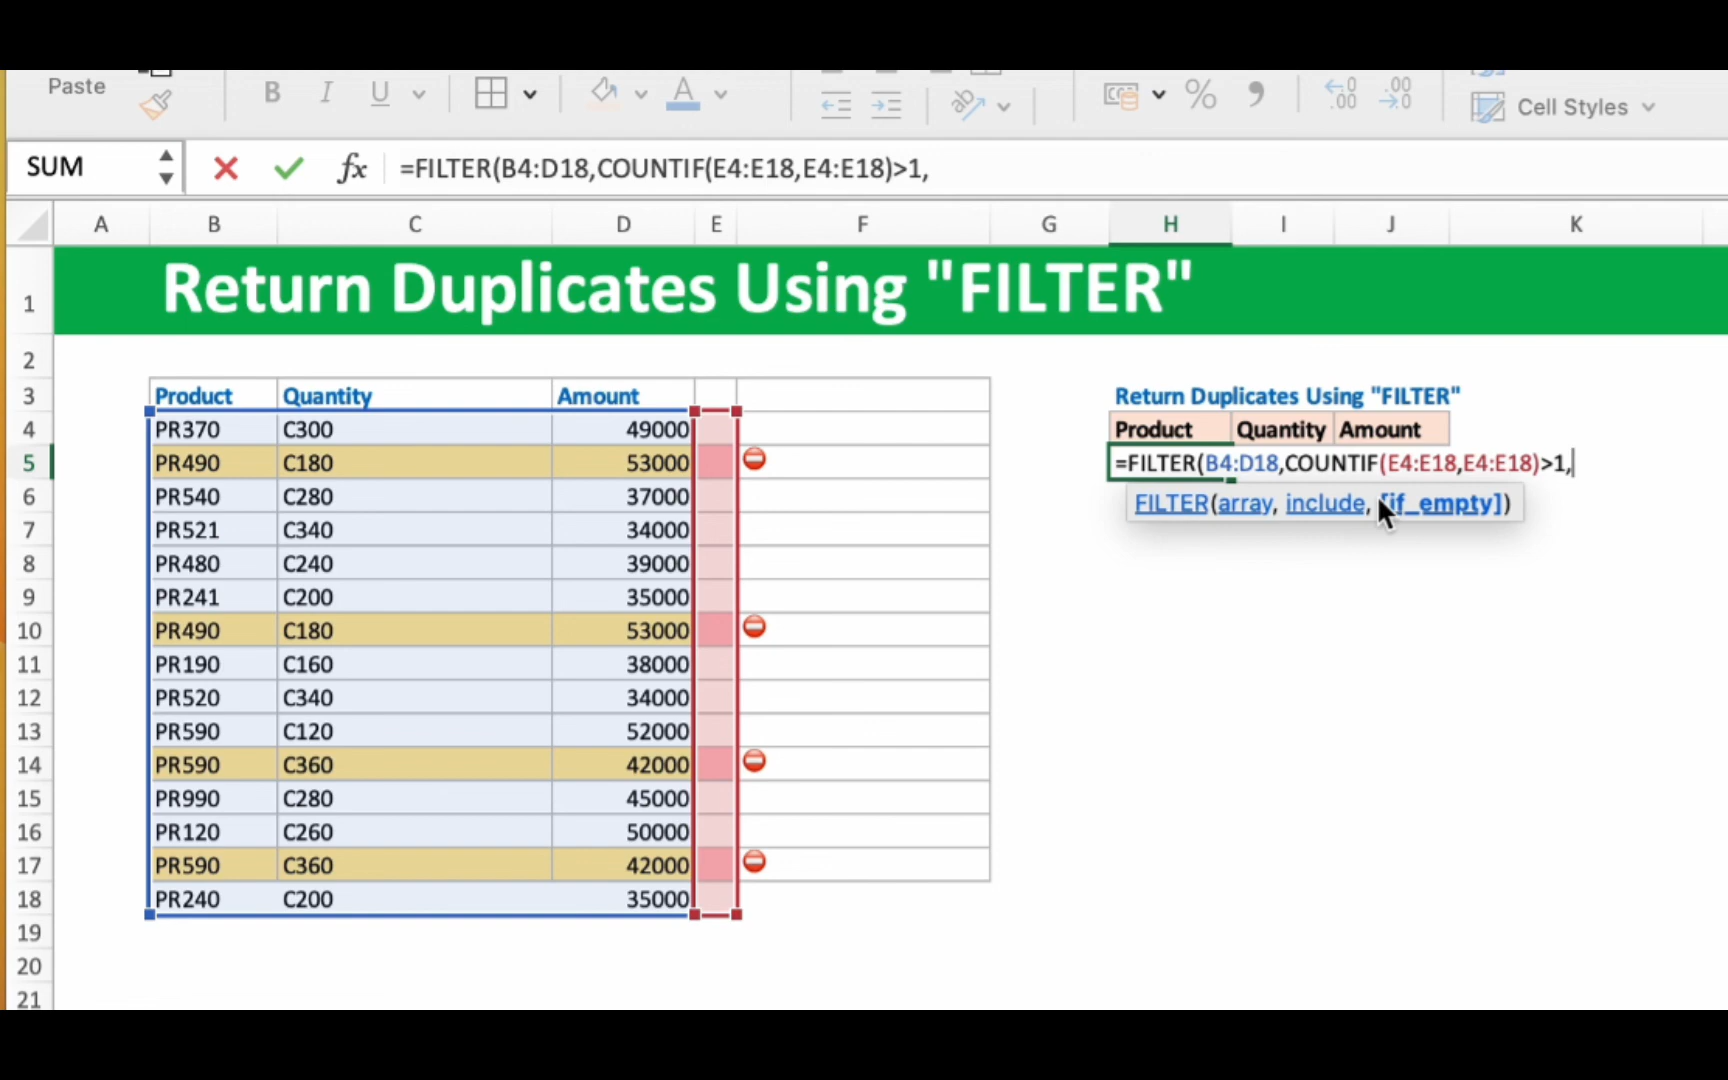 Paste
B I U
A
% 9
.00
.00
Cell Styles
SUM fx =FILTER(B4:D18,COUNTIF(E4:E18,E4:E18)>1,
A B C D E F G H I J K
1 Return Duplicates Using "FILTER"
2
3 Product Quantity Amount Return Duplicates Using "FILTER"
4 PR370 C300 49000 Product Quantity Amount
5 PR490 C180 53000 =FILTER(B4:D18,COUNTIF(E4:E18,E4:E18)>1,
6 PR540 C280 37000 FILTER(array, include, [if_empty])
7 PR521 C340 34000
8 PR480 C240 39000
9 PR241 C200 35000
10 PR490 C180 53000
11 PR190 C160 38000
12 PR520 C340 34000
13 PR590 C120 52000
14 PR590 C360 42000
15 PR990 C280 45000
16 PR120 C260 50000
17 PR590 C360 42000
18 PR240 C200 35000
19
20
21